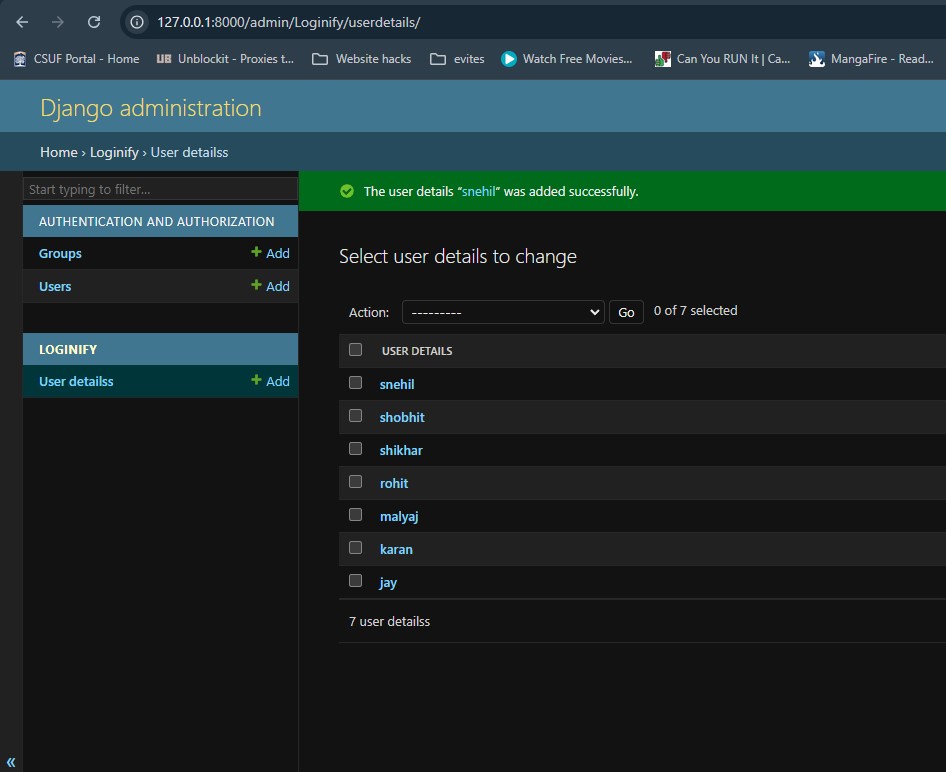 127.0.0.1:8000/admin/Loginify/userdetails/
CSUF Portal - Home UB Unblockit - Proxies t... Website hacks evites Watch Free Movies... Can You RUN It | Ca... MangaFire - Read...
Django administration
Home › Loginify › User detailss
Start typing to filter...
AUTHENTICATION AND AUTHORIZATION
Groups + Add
Users + Add
LOGINIFY
User detailss + Add
«
The user details “snehil” was added successfully.
Select user details to change
Action: --------- Go 0 of 7 selected
USER DETAILS
snehil
shobhit
shikhar
rohit
malyaj
karan
jay
7 user detailss